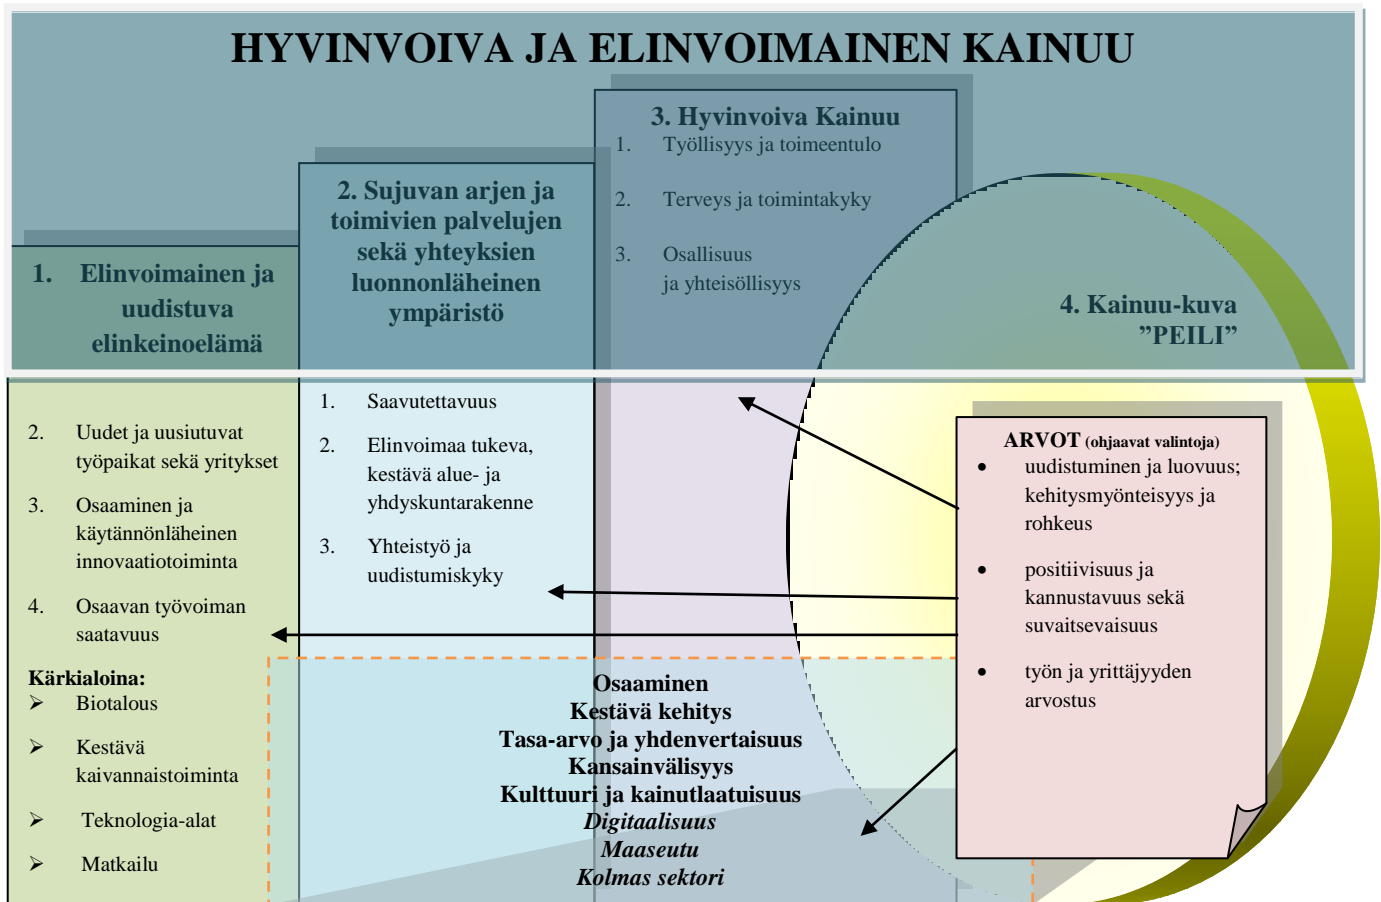 HYVINVOIVA JA ELINVOIMAINEN KAINUU
1. Elinvoimainen ja
uudistuva
elinkeinoelämä
2. Uudet ja uusiutuvat
työpaikat sekä yritykset
3. Osaaminen ja
käytännönläheinen
innovaatiotoiminta
4. Osaavan työvoiman
saatavuus
Kärkialoina:
➢ Biotalous
➢ Kestävä
kaivannaistoiminta
➢ Teknologia-alat
➢ Matkailu
2. Sujuvan arjen ja
toimivien palvelujen
sekä yhteyksien
luonnonläheinen
ympäristö
1. Saavutettavuus
2. Elinvoimaa tukeva,
kestävä alue- ja
yhdyskuntarakenne
3. Yhteistyö ja
uudistumiskyky
3. Hyvinvoiva Kainuu
1. Työllisyys ja toimeentulo
2. Terveys ja toimintakyky
3. Osallisuus
ja yhteisöllisyys
4. Kainuu-kuva
”PEILI”
ARVOT (ohjaavat valintoja)
• uudistuminen ja luovuus;
kehitysmyönteisyys ja
rohkeus
• positiivisuus ja
kannustavuus sekä
suvaitsevaisuus
• työn ja yrittäjyyden
arvostus
Osaaminen
Kestävä kehitys
Tasa-arvo ja yhdenvertaisuus
Kansainvälisyys
Kulttuuri ja kainutlaatuisuus
Digitaalisuus
Maaseutu
Kolmas sektori